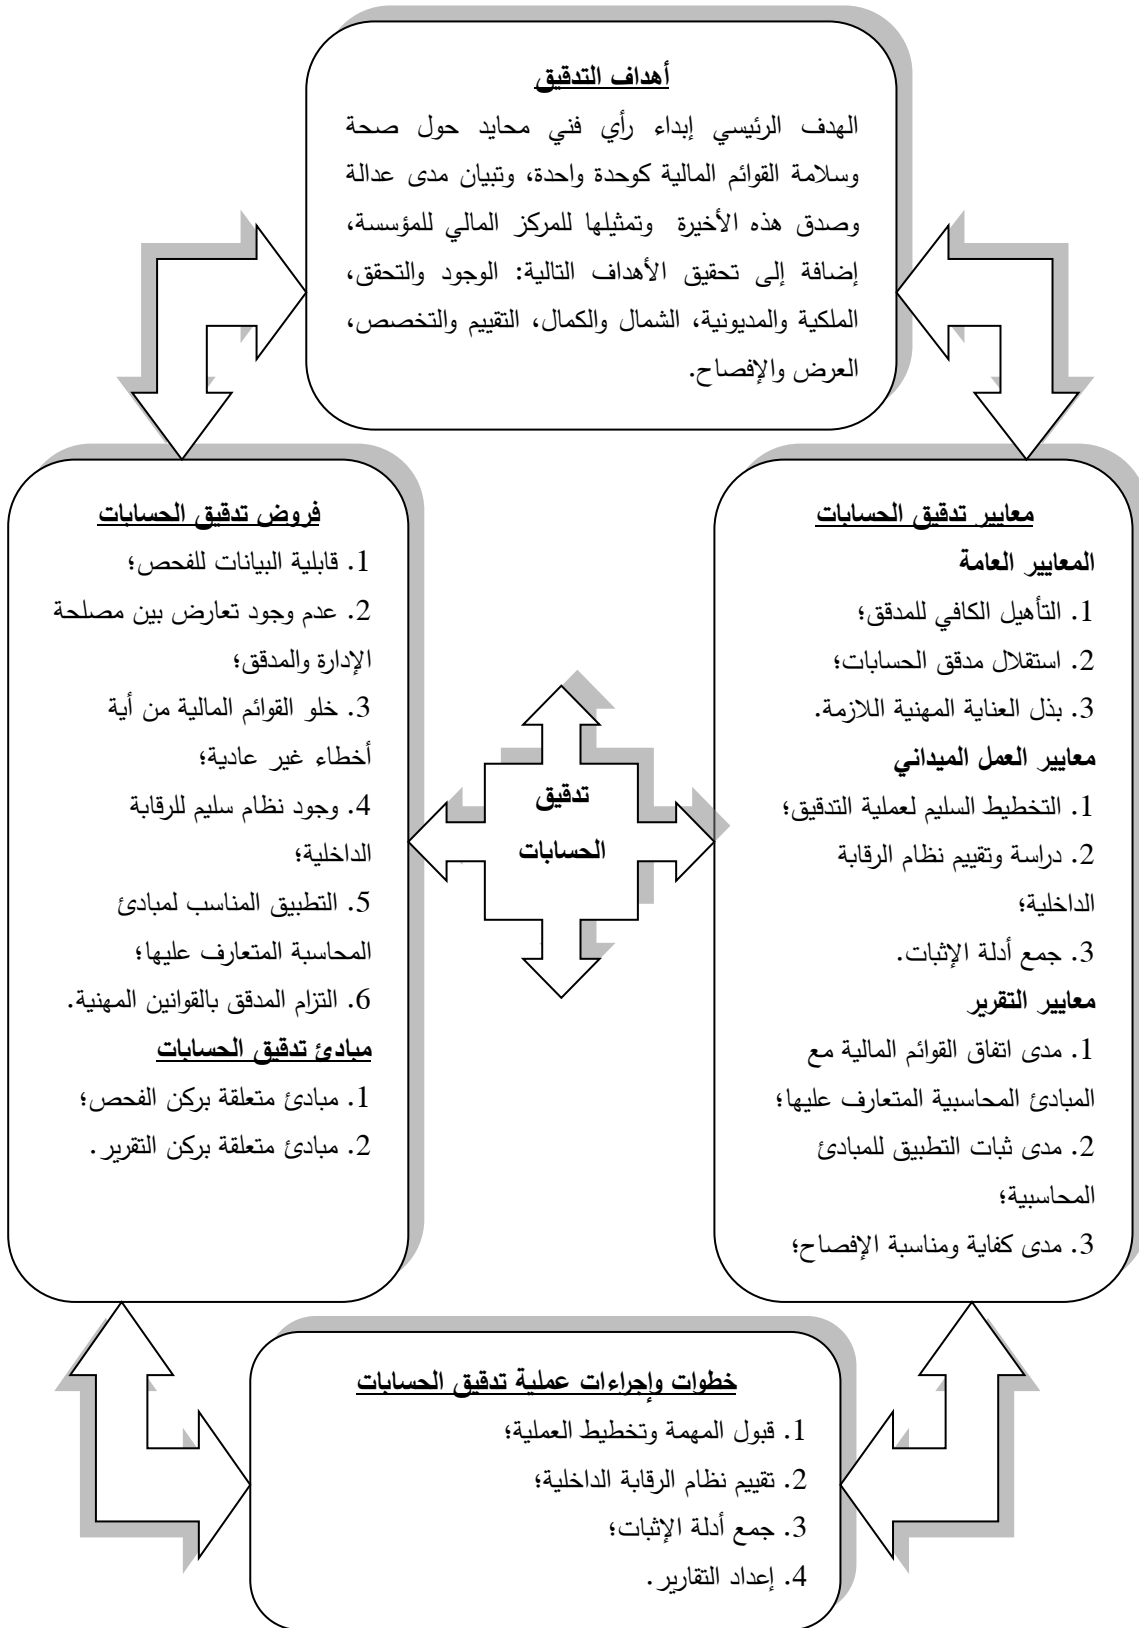 أهداف التدقيق
الهدف الرئيسي إبداء رأي فني محايد حول صحة
وسلامة القوائم المالية كوحدة واحدة، وتبيان مدى عدالة
وصدق هذه الأخيرة وتمثيلها للمركز المالي للمؤسسة،
إضافة إلى تحقيق الأهداف التالية: الوجود والتحقق،
الملكية والمديونية، الشمال والكمال، التقييم والتخصص،
العرض والإفصاح.
معايير تدقيق الحسابات
المعايير العامة
1. التأهيل الكافي للمدقق؛
2. استقلال مدقق الحسابات؛
3. بذل العناية المهنية اللازمة.
معايير العمل الميداني
1. التخطيط السليم لعملية التدقيق؛
2. دراسة وتقييم نظام الرقابة
الداخلية؛
3. جمع أدلة الإثبات.
معايير التقرير
1. مدى اتفاق القوائم المالية مع
المبادئ المحاسبية المتعارف عليها؛
2. مدى ثبات التطبيق للمبادئ
المحاسبية؛
3. مدى كفاية ومناسبة الإفصاح؛
تدقيق
الحسابات
فروض تدقيق الحسابات
1. قابلية البيانات للفحص؛
2. عدم وجود تعارض بين مصلحة
الإدارة والمدقق؛
3. خلو القوائم المالية من أية
أخطاء غير عادية؛
4. وجود نظام سليم للرقابة
الداخلية؛
5. التطبيق المناسب لمبادئ
المحاسبة المتعارف عليها؛
6. التزام المدقق بالقوانين المهنية.
مبادئ تدقيق الحسابات
1. مبادئ متعلقة بركن الفحص؛
2. مبادئ متعلقة بركن التقرير.
خطوات وإجراءات عملية تدقيق الحسابات
1. قبول المهمة وتخطيط العملية؛
2. تقييم نظام الرقابة الداخلية؛
3. جمع أدلة الإثبات؛
4. إعداد التقارير.